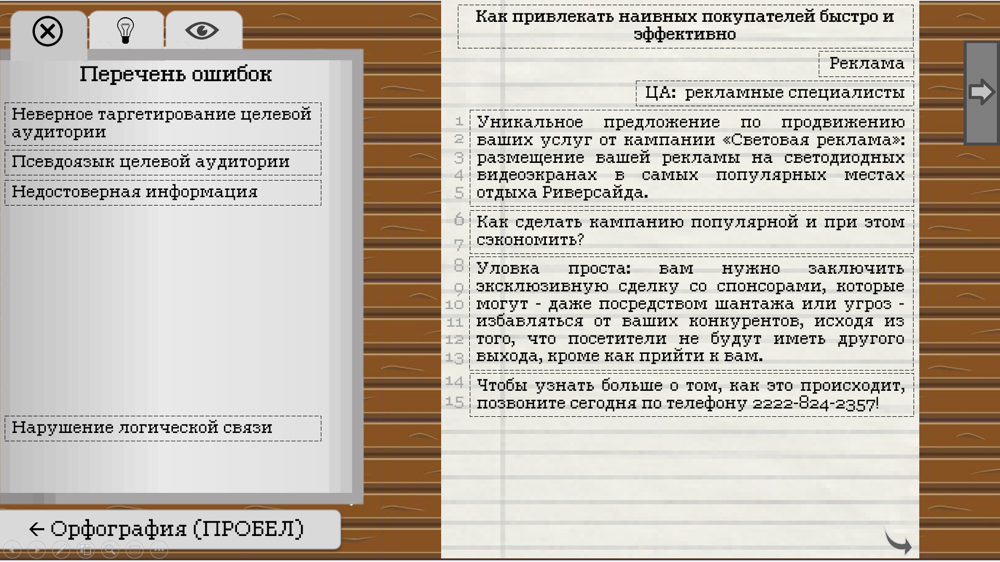 Перечень ошибок
Неверное таргетирование целевой
аудитории
Псевдоязык целевой аудитории
Недостоверная информация
Нарушение логической связи
← Орфография (ПРОБЕЛ)
Как привлекать наивных покупателей быстро и
эффективно
Реклама
ЦА: рекламные специалисты
1 Уникальное предложение по продвижению
2 ваших услуг от кампании «Световая реклама»:
3 размещение вашей рекламы на светодиодных
4 видеоэкранах в самых популярных местах
5 отдыха Риверсайда.
6 Как сделать кампанию популярной и при этом
7 сэкономить?
8 Уловка проста: вам нужно заключить
9 эксклюзивную сделку со спонсорами, которые
10 могут - даже посредством шантажа или угроз -
11 избавляться от ваших конкурентов, исходя из
12 того, что посетители не будут иметь другого
13 выхода, кроме как прийти к вам.
14 Чтобы узнать больше о том, как это происходит,
15 позвоните сегодня по телефону 2222-824-2357!